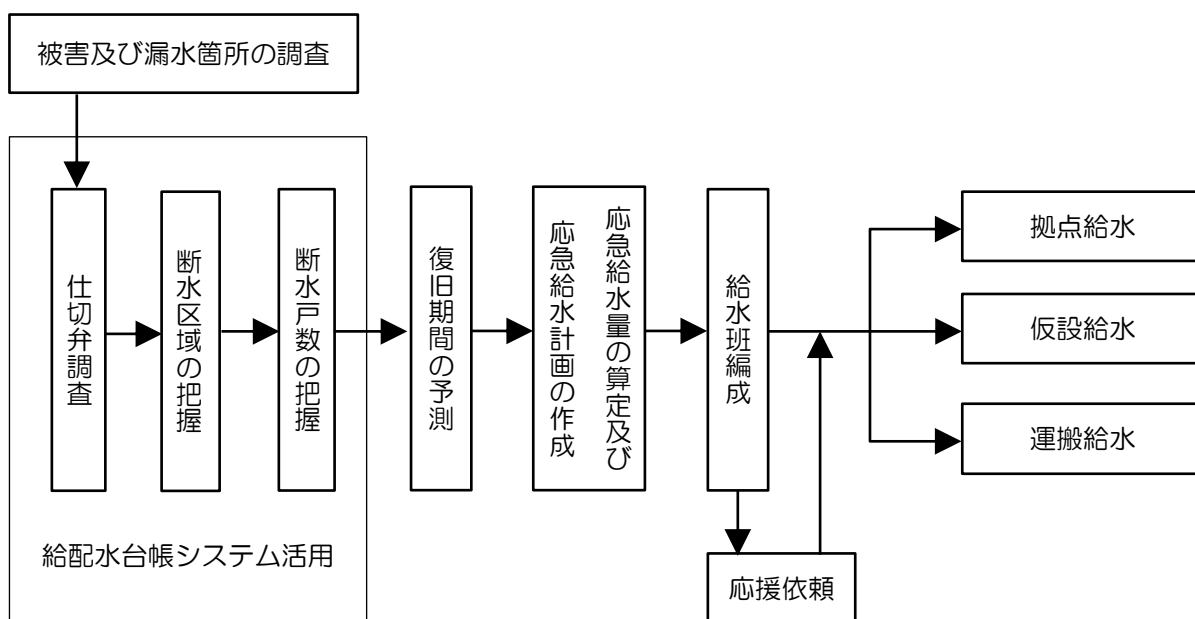 被害及び漏水箇所の調査
仕切弁調査
断水区域の把握
断水戸数の把握
給配水台帳システム活用
復旧期間の予測
応急給水量の算定及び
応急給水計画の作成
給水班編成
応援依頼
拠点給水
仮設給水
運搬給水